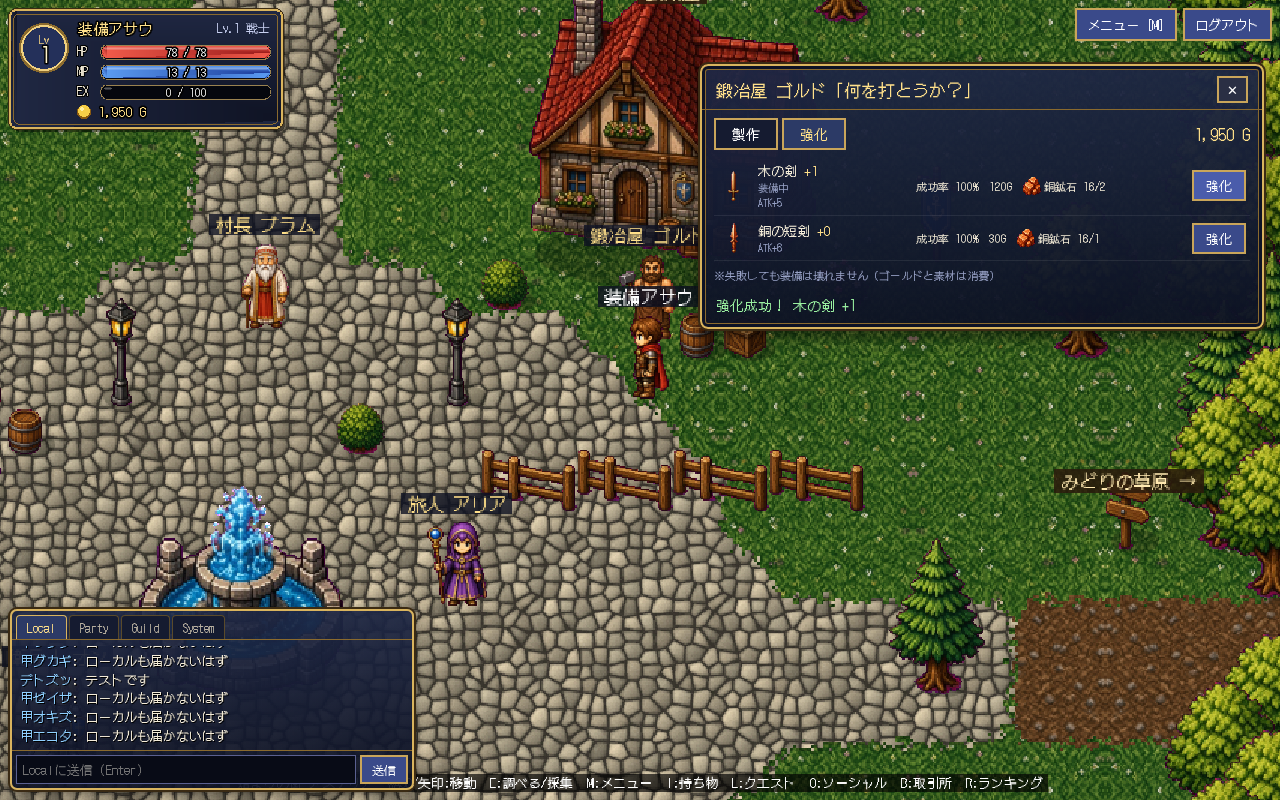 装備アサウ Lv.1 戦士
Lv 1
HP 78 / 78
MP 13 / 13
EX 0 / 100
1,950 G
メニュー [M] ログアウト
鍛冶屋 ゴルド「何を打とうか？」 ×
製作 強化 1,950 G
木の剣 +1
装備中
ATK+5
成功率 100% 120G 銅鉱石 16/2 強化
銅の短剣 +0
ATK+8
成功率 100% 30G 銅鉱石 16/1 強化
※失敗しても装備は壊れません（ゴールドと素材は消費）
強化成功！ 木の剣 +1
村長 ブラム
鍛冶屋 ゴルド
装備アサウ
みどりの草原 →
旅人 アリア
Local Party Guild System
甲グカギ: ローカルも届かないはず
デトズッ: テストです
甲ゼイザ: ローカルも届かないはず
甲オキズ: ローカルも届かないはず
甲エコタ: ローカルも届かないはず
Localに送信 (Enter) 送信
矢印:移動 E:調べる/採集 M:メニュー I:持ち物 L:クエスト O:ソーシャル B:取引所 R:ランキング